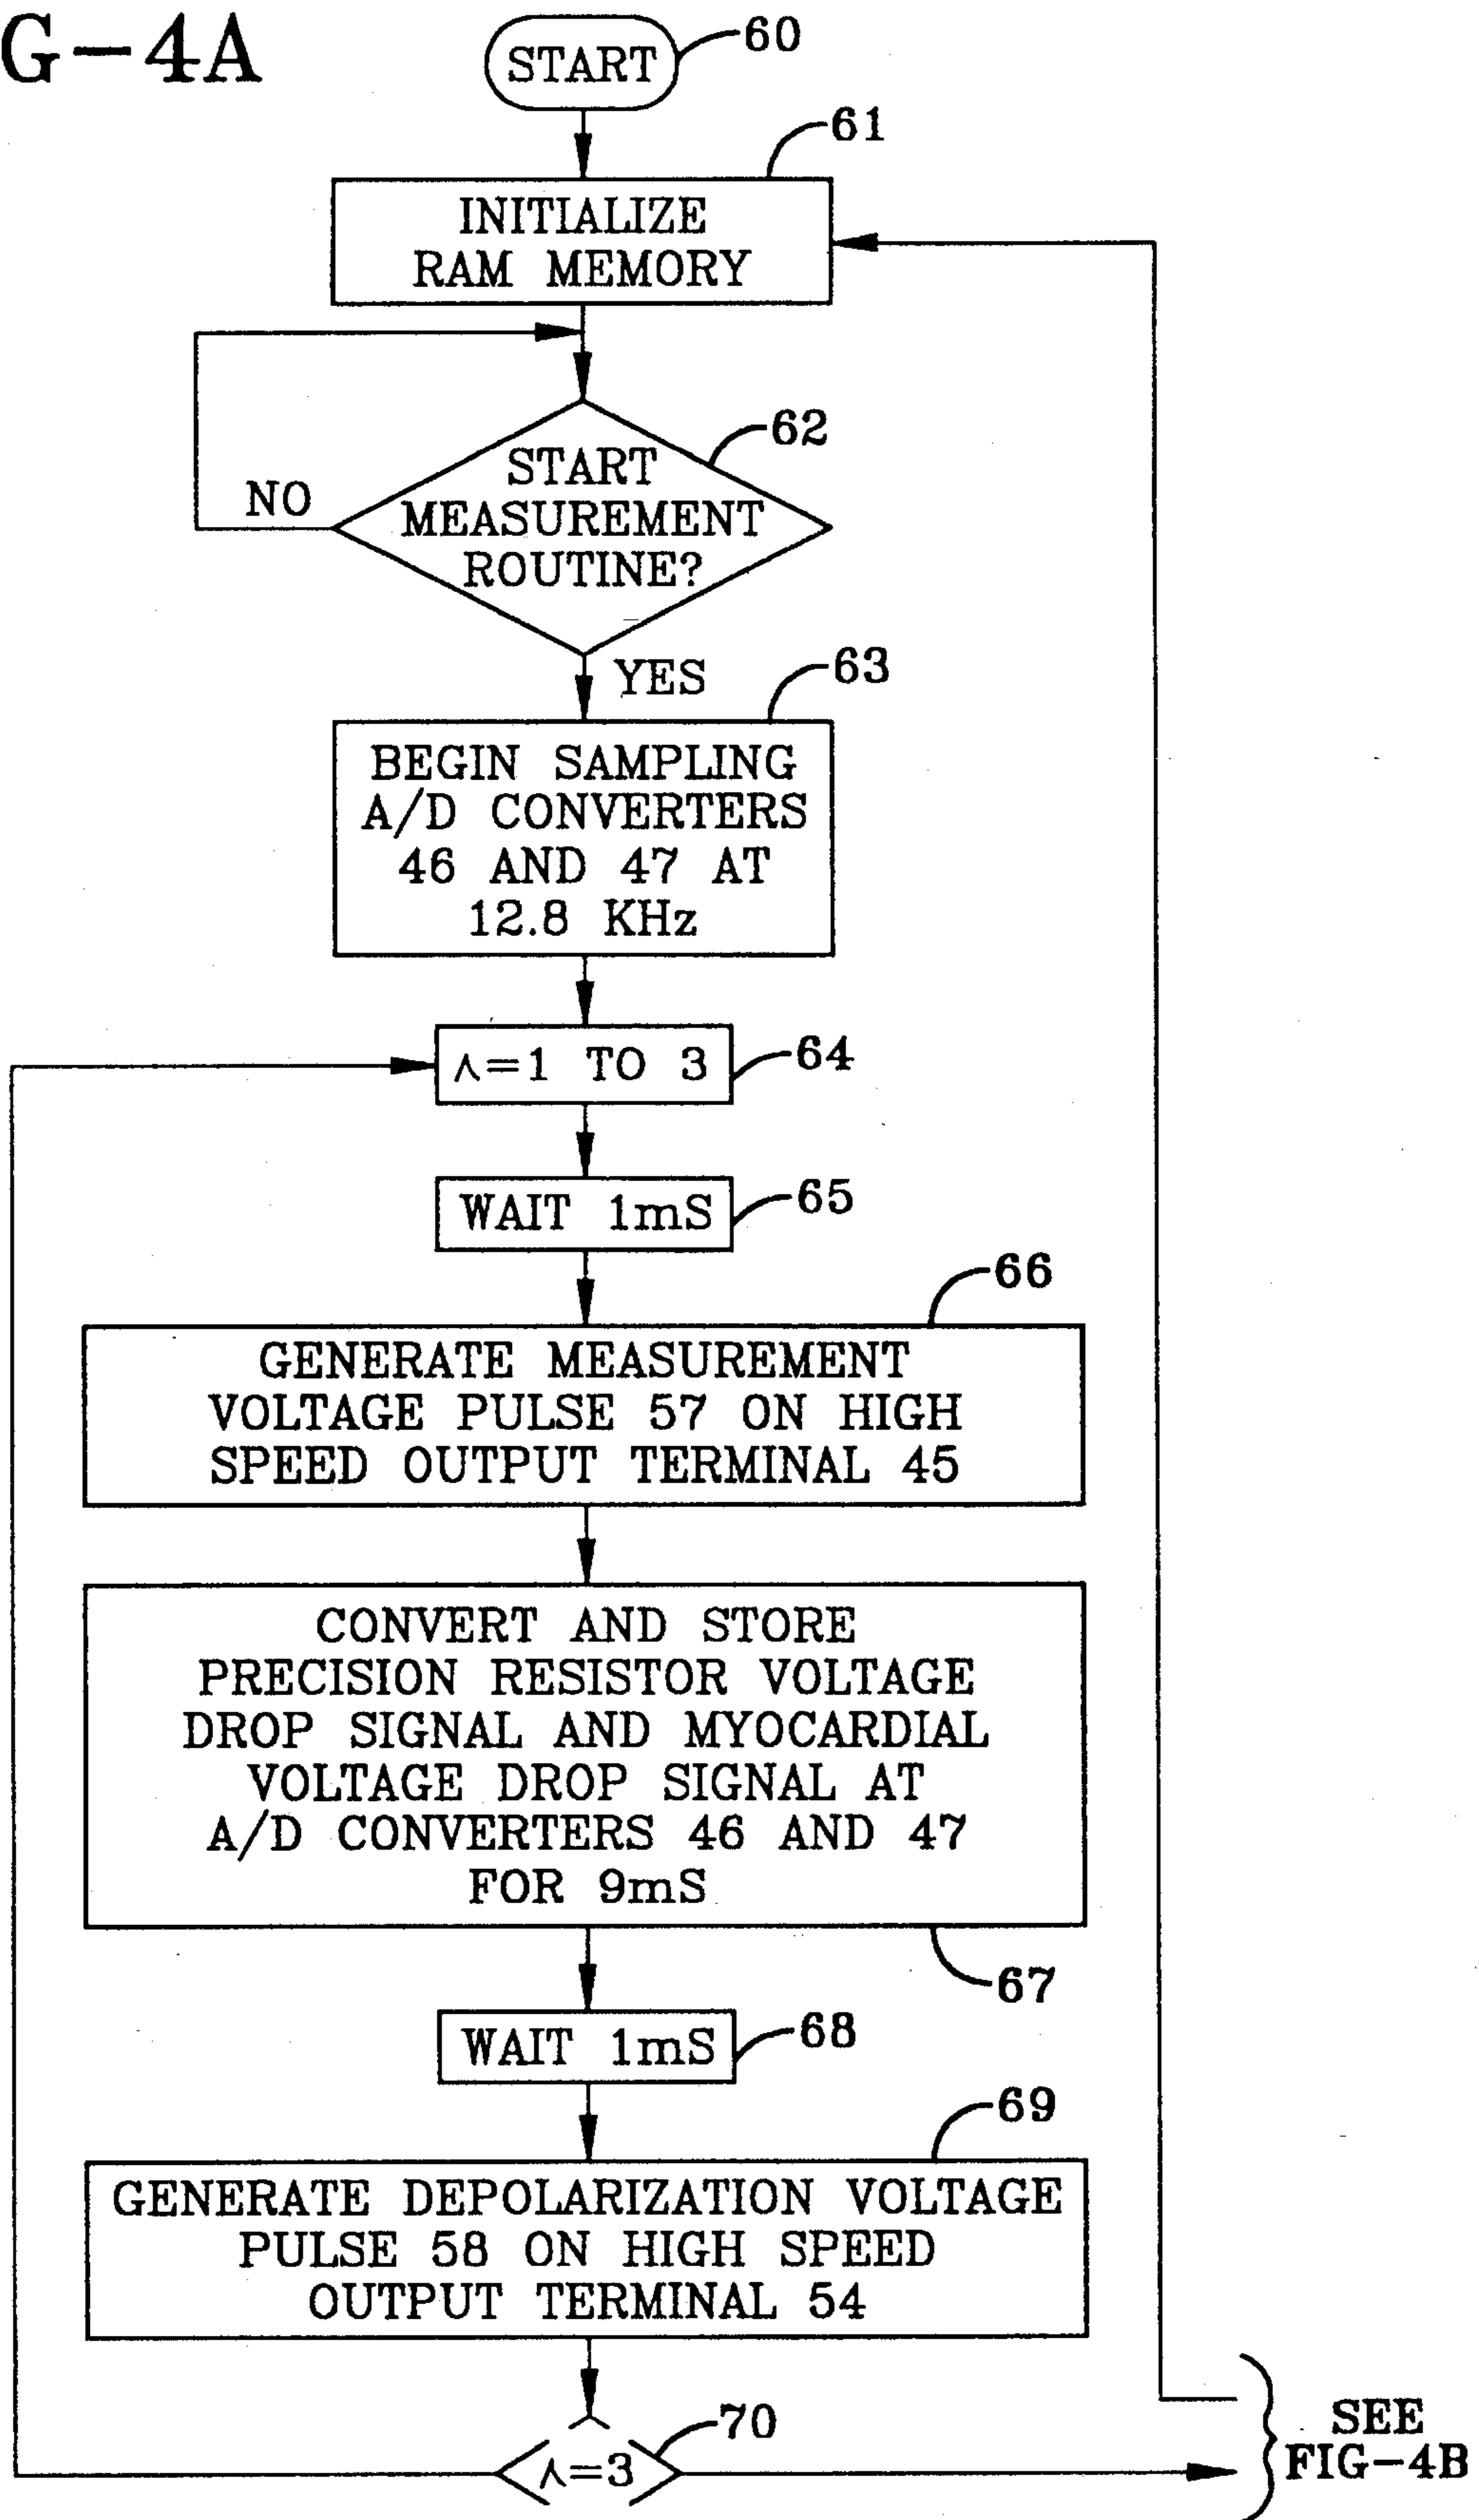 G-4A
START
60
61
INITIALIZE
RAM MEMORY
62
START
MEASUREMENT
ROUTINE?
NO
YES
63
BEGIN SAMPLING
A/D CONVERTERS
46 AND 47 AT
12.8 KHz
λ=1 TO 3
64
WAIT 1mS
65
66
GENERATE MEASUREMENT
VOLTAGE PULSE 57 ON HIGH
SPEED OUTPUT TERMINAL 45
CONVERT AND STORE
PRECISION RESISTOR VOLTAGE
DROP SIGNAL AND MYOCARDIAL
VOLTAGE DROP SIGNAL AT
A/D CONVERTERS 46 AND 47
FOR 9mS
67
WAIT 1mS
68
69
GENERATE DEPOLARIZATION VOLTAGE
PULSE 58 ON HIGH SPEED
OUTPUT TERMINAL 54
70
λ=3
SEE
FIG-4B